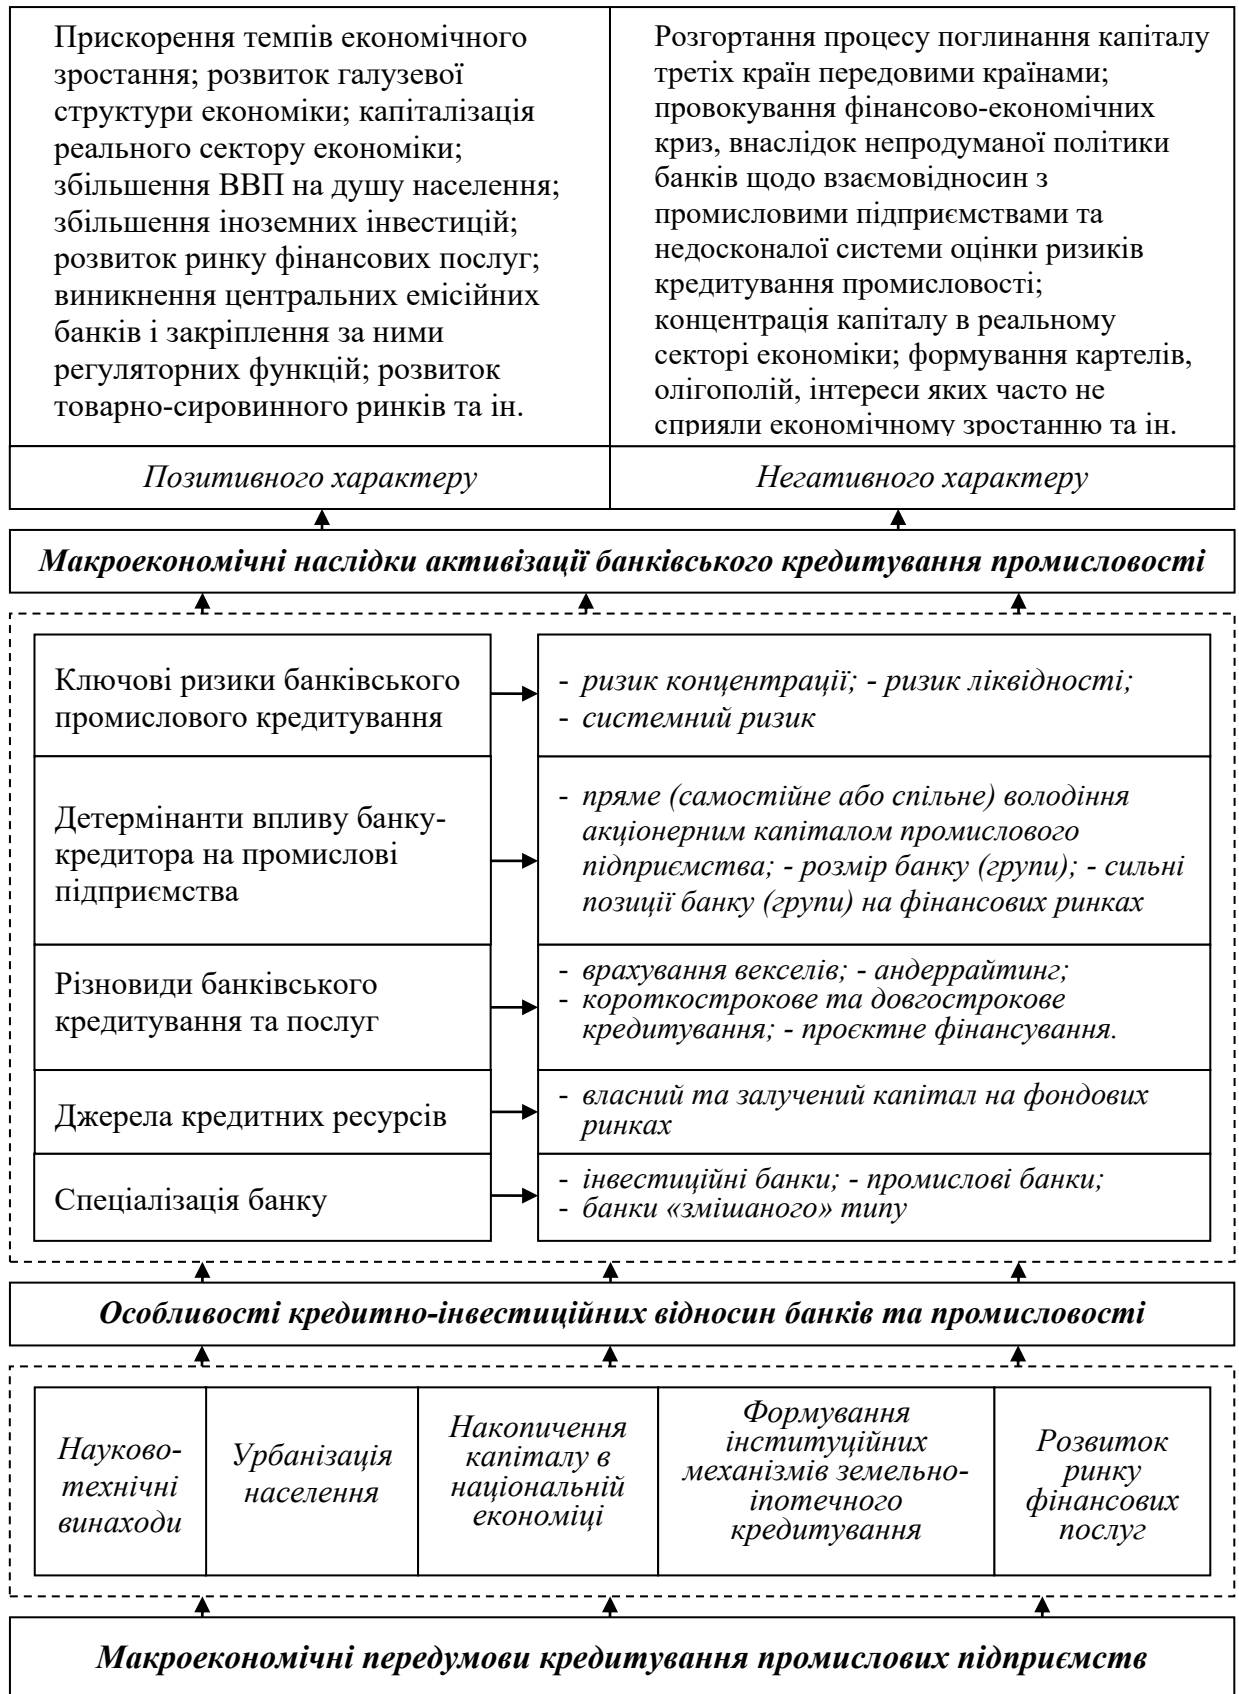 Прискорення темпів економічного
зростання; розвиток галузевої
структури економіки; капіталізація
реального сектору економіки;
збільшення ВВП на душу населення;
збільшення іноземних інвестицій;
розвиток ринку фінансових послуг;
виникнення центральних емісійних
банків і закріплення за ними
регуляторних функцій; розвиток
товарно-сировинного ринків та ін.
Розгортання процесу поглинання капіталу
третіх країн передовими країнами;
провокування фінансово-економічних
криз, внаслідок непродуманої політики
банків щодо взаємовідносин з
промисловими підприємствами та
недосконалої системи оцінки ризиків
кредитування промисловості;
концентрація капіталу в реальному
секторі економіки; формування картелів,
олігополій, інтереси яких часто не
сприяли економічному зростанню та ін.
Позитивного характеру
Негативного характеру
Макроекономічні наслідки активізації банківського кредитування промисловості
Ключові ризики банківського
промислового кредитування
- ризик концентрації; - ризик ліквідності;
- системний ризик
Детермінанти впливу банку-
кредитора на промислові
підприємства
- пряме (самостійне або спільне) володіння
акціонерним капіталом промислового
підприємства; - розмір банку (групи); - сильні
позиції банку (групи) на фінансових ринках
Різновиди банківського
кредитування та послуг
- врахування векселів; - андеррайтинг;
- короткострокове та довгострокове
кредитування; - проєктне фінансування.
Джерела кредитних ресурсів
- власний та залучений капітал на фондових
ринках
Спеціалізація банку
- інвестиційні банки; - промислові банки;
- банки «змішаного» типу
Особливості кредитно-інвестиційних відносин банків та промисловості
Науково-
технічні
винаходи
Урбанізація
населення
Накопичення
капіталу в
національній
економіці
Формування
інституційних
механізмів земельно-
іпотечного
кредитування
Розвиток
ринку
фінансових
послуг
Макроекономічні передумови кредитування промислових підприємств